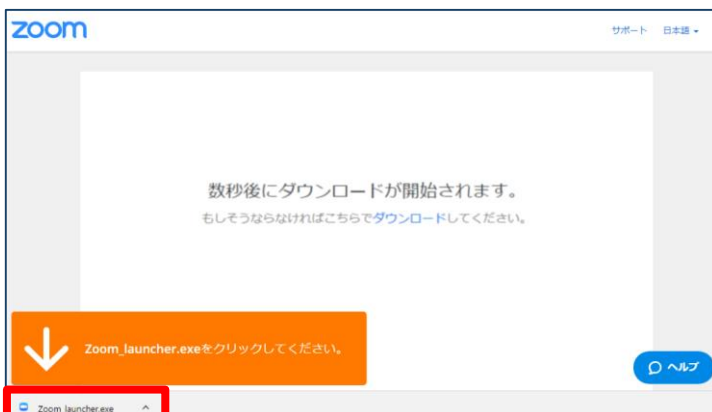 zoom
サポート 日本語
数秒後にダウンロードが開始されます。
もしそうならなければこちらでダウンロードしてください。
Zoom_launcher.exeをクリックしてください。
ヘルプ
Zoom_launcher.exe